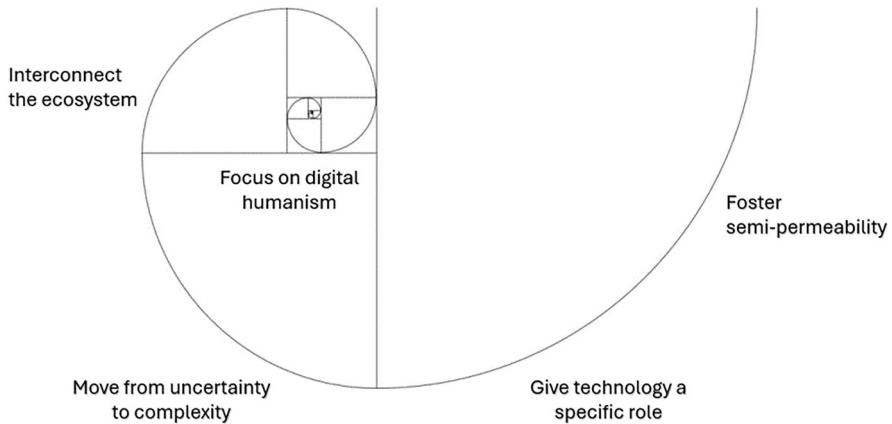 Interconnect
the ecosystem
Focus on digital
humanism
Foster
semi-permeability
Move from uncertainty
to complexity
Give technology a
specific role